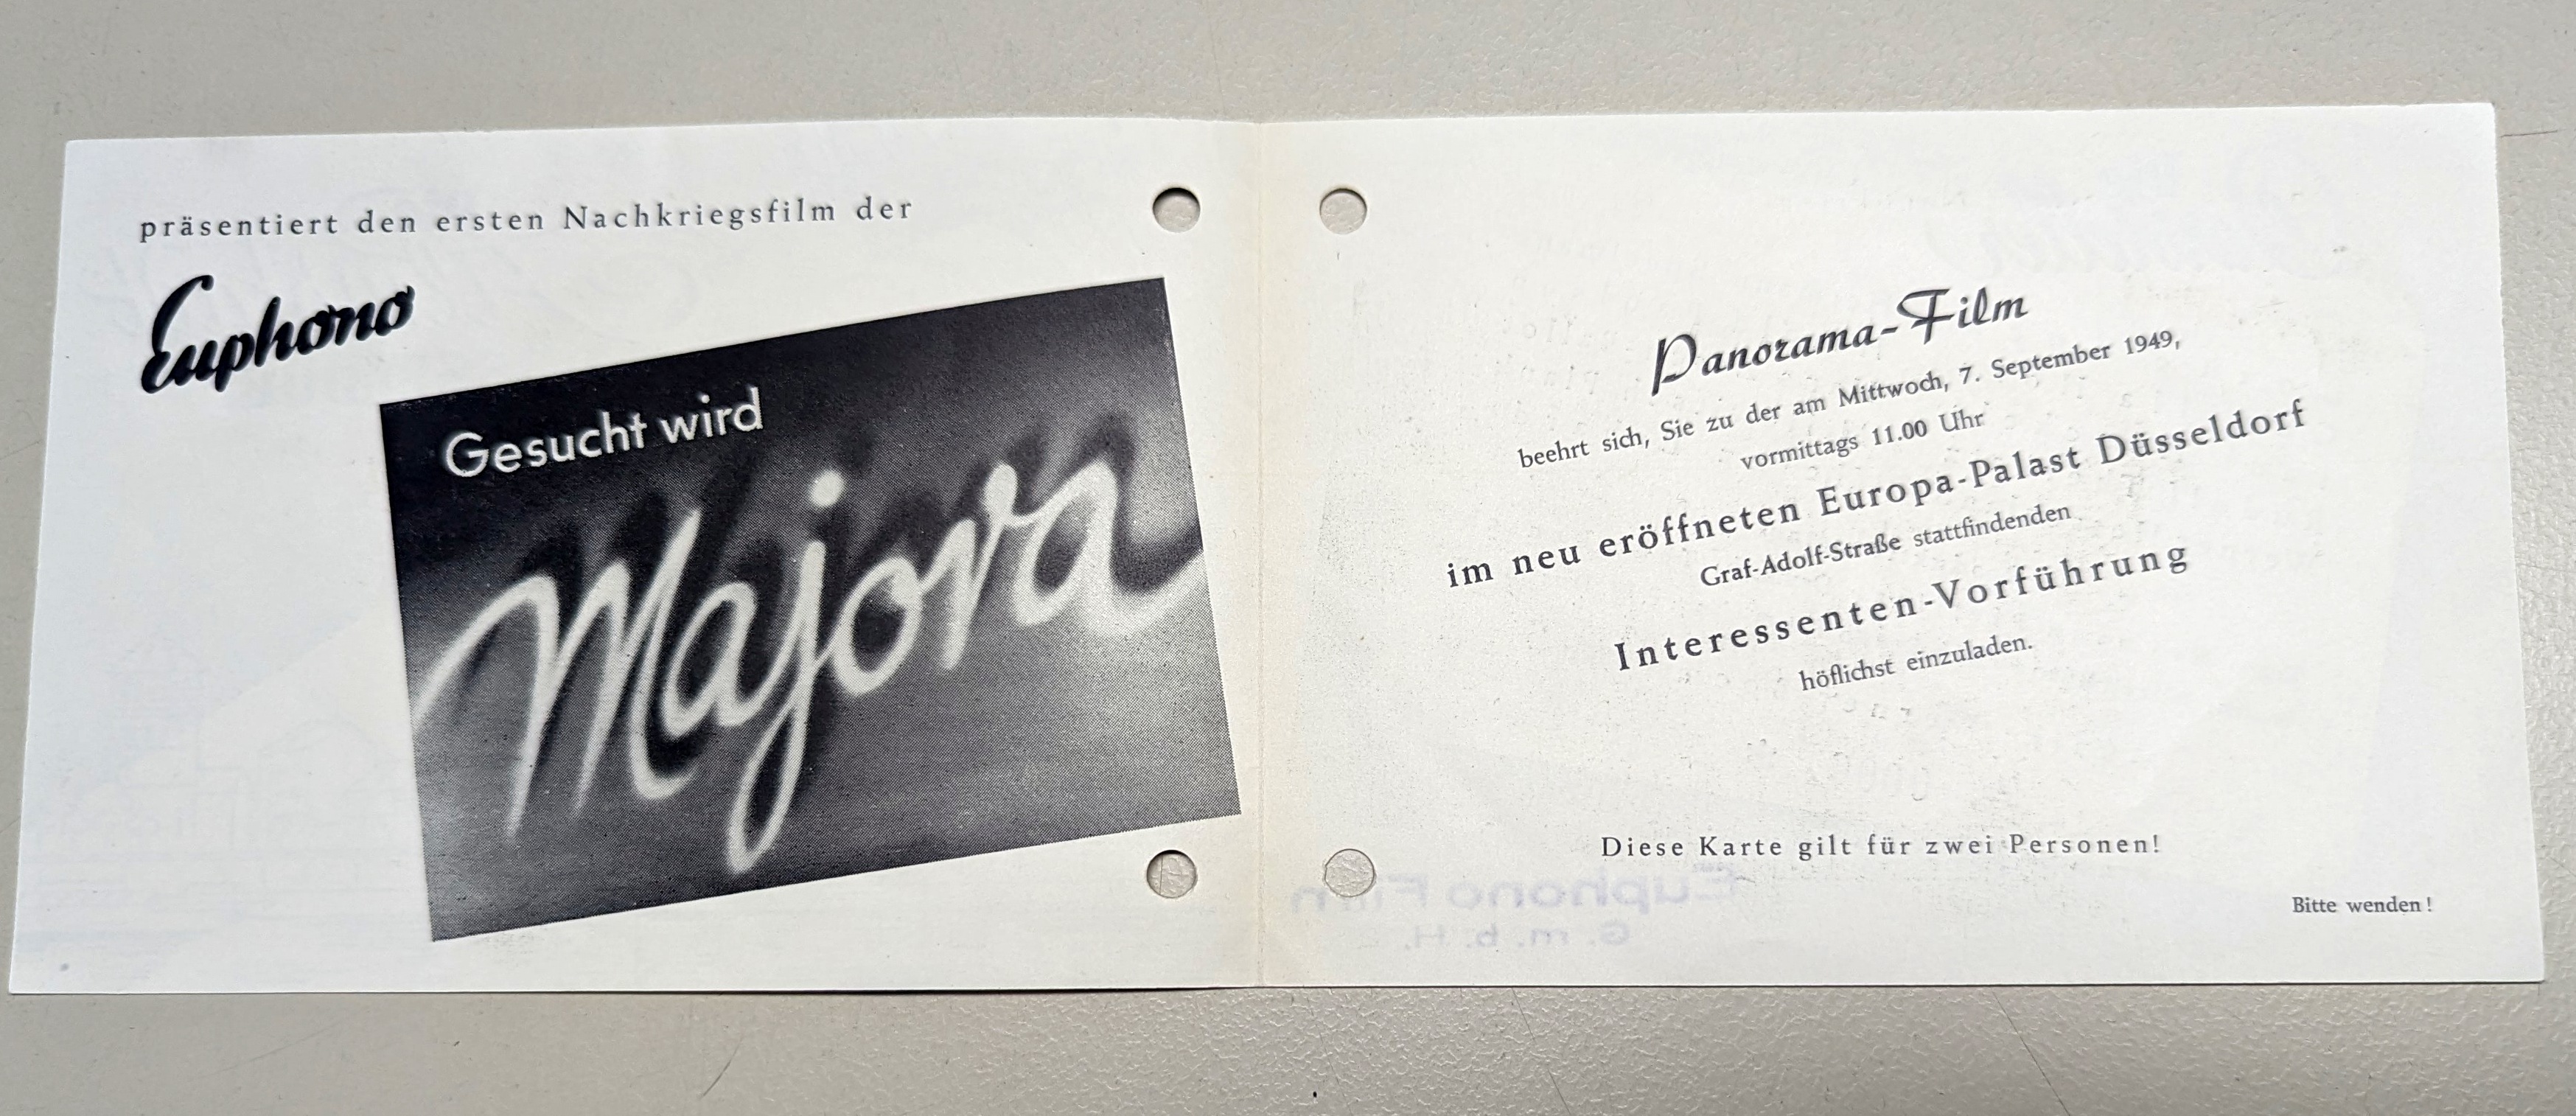 präsentiert den ersten Nachkriegsfilm der
Euphono
Gesucht wird
Majora
Panorama-Film
beehrt sich, Sie zu der am Mittwoch, 7. September 1949,
vormittags 11.00 Uhr
im neu eröffneten Europa-Palast Düsseldorf
Graf-Adolf-Straße stattfindenden
Interessenten-Vorführung
höflichst einzuladen.
Diese Karte gilt für zwei Personen!
Euphono Film
G. m. b. H.
Bitte wenden!